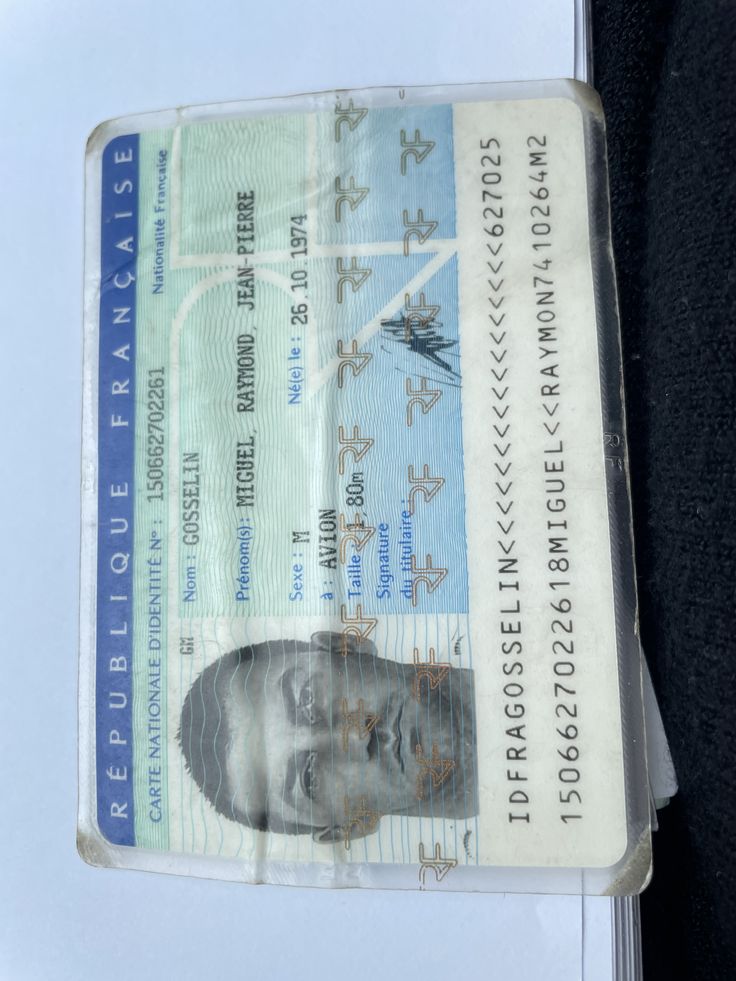 RÉPUBLIQUE FRANÇAISE
CARTE NATIONALE D'IDENTITÉ N° : 150662702261 Nationalité Française
GM
Nom : GOSSELIN
Prénom(s): MIGUEL, RAYMOND, JEAN-PIERRE
Sexe : M Né(e) le : 26.10.1974
à : AVION
Taille : 1,80m
Signature
du titulaire :
RF
IDFRAGOSSELIN<<<<<<<<<<<<<<<<<627025
1506627022618MIGUEL<<RAYMON7410264M2